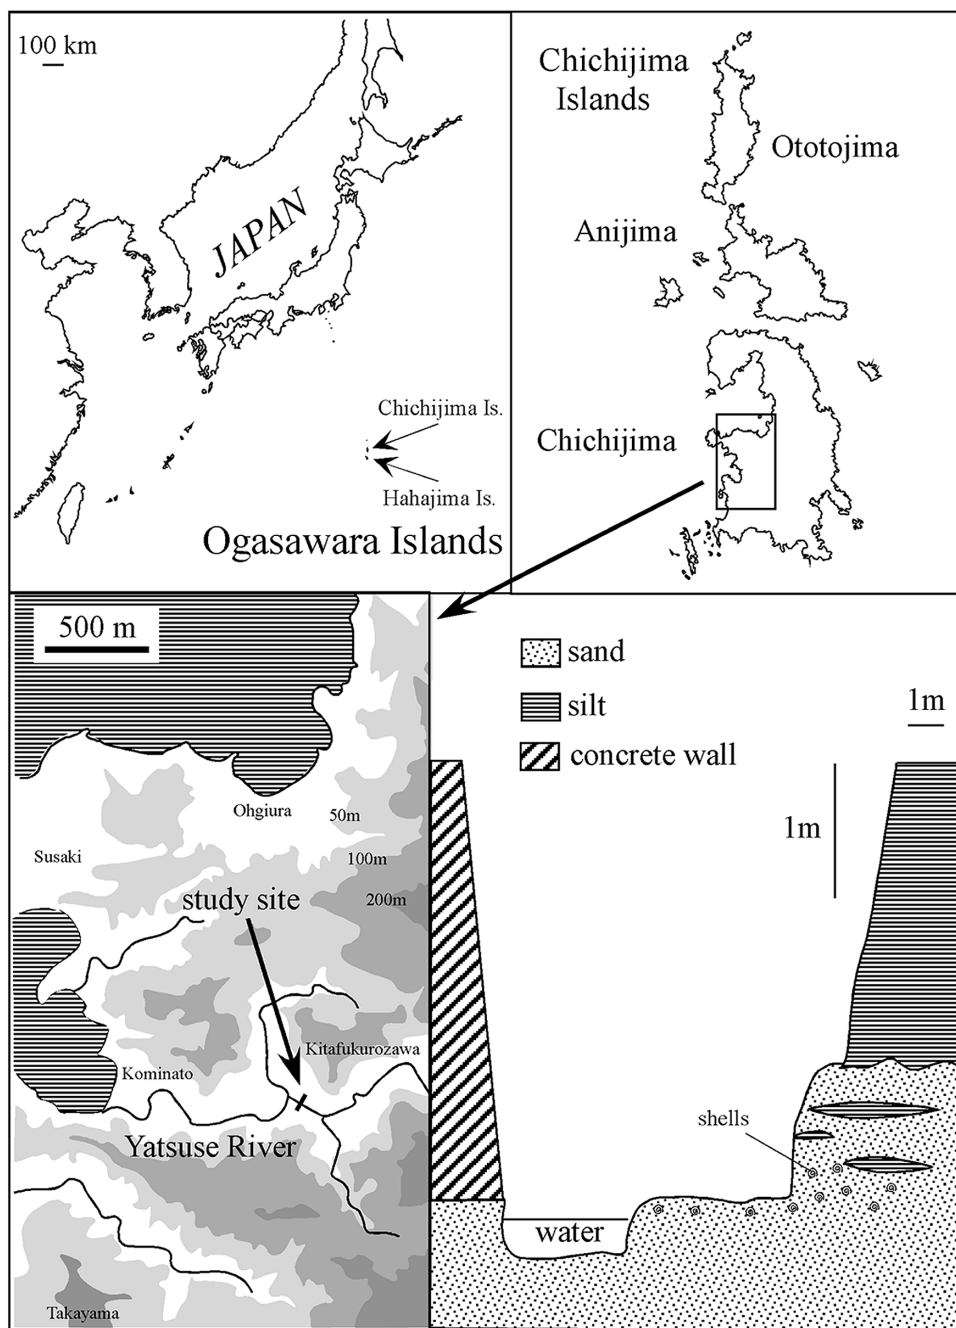 100 km
JAPAN
Chichijima Is.
Hahajima Is.
Ogasawara Islands
Chichijima
Islands
Ototojima
Anijima
Chichijima
500 m
Ohgiura
50m
Susaki
100m
study site
200m
Kitafukurozawa
Kominato
Yatsuse River
Takayama
sand
silt
1m
concrete wall
1m
shells
water